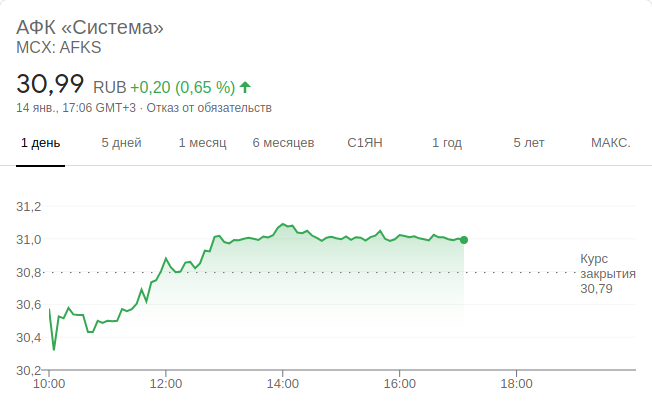 АФК «Система»
MCX: AFKS
30,99 RUB +0,20 (0,65 %)
14 янв., 17:06 GMT+3 · Отказ от обязательств
1 день 5 дней 1 месяц 6 месяцев С1ЯН 1 год 5 лет МАКС.
31,2
31,0
30,8
30,6
30,4
30,2
Курс
закрытия
30,79
10:00 12:00 14:00 16:00 18:00